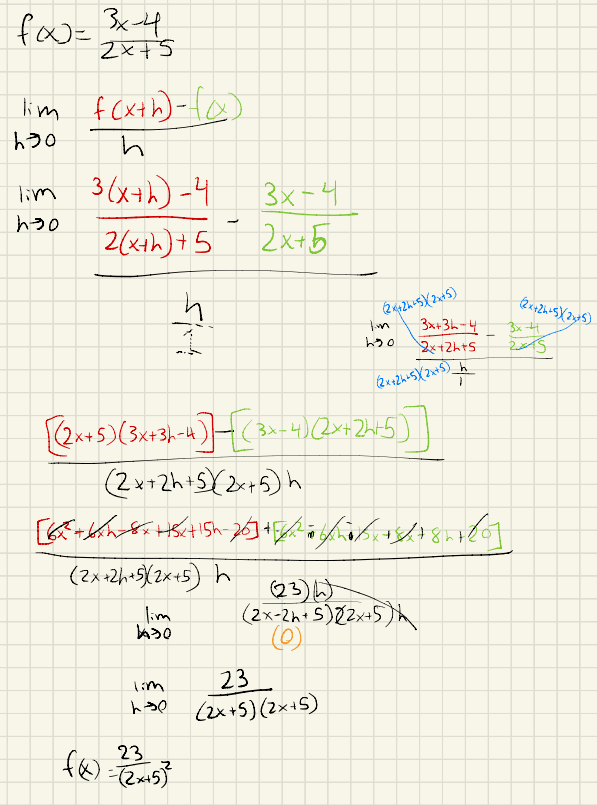 f(x) = \frac{3x-4}{2x+5}
\lim_{h→0} \frac{f(x+h) - f(x)}{h}
\lim_{h→0} \frac{\frac{3(x+h)-4}{2(x+h)+5} - \frac{3x-4}{2x+5}}{\frac{h}{1}}
(2x+2h+5)(2x+5) (2x+2h+5)(2x+5)
\lim_{h→0} \frac{\frac{3x+3h-4}{2x+2h+5} - \frac{3x-4}{2x+5}}{\frac{h}{1}}
(2x+2h+5)(2x+5)
\frac{[(2x+5)(3x+3h-4)] - [(3x-4)(2x+2h+5)]}{(2x+2h+5)(2x+5)h}
\frac{[6x^2+6xh-8x+15x+15h-20] + [6x^2-6xh-15x+8x+8h+20]}{(2x+2h+5)(2x+5) h}
\lim_{h→0} \frac{(23)(h)}{(2x-2h+5)(2x+5)h}
(0)
\lim_{h→0} \frac{23}{(2x+5)(2x+5)}
f(x) = \frac{23}{(2x+5)^2}